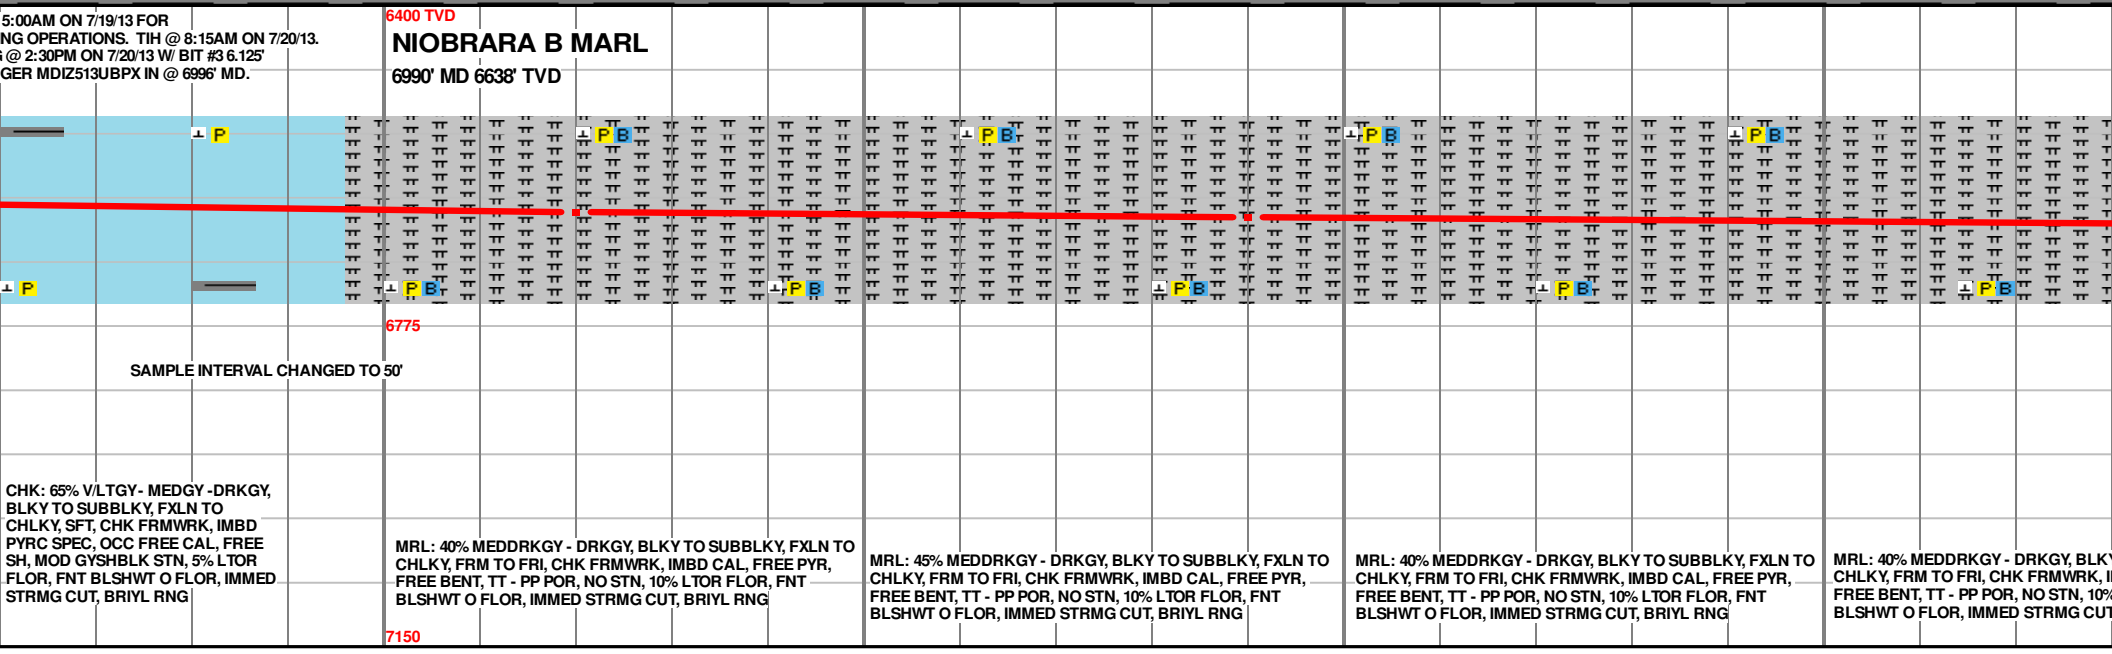 5:00AM ON 7/19/13 FOR
NG OPERATIONS. TIH @ 8:15AM ON 7/20/13.
@ 2:30PM ON 7/20/13 W/ BIT #3 6.125'
GER MDIZ513UBPX IN @ 6996' MD.
6400 TVD
NIOBRARA B MARL
6990' MD 6638' TVD
P
P B
P B
P B
P B
P
P B
P B
P B
P B
P B
6775
SAMPLE INTERVAL CHANGED TO 50'
CHK: 65% V/LTGY- MEDGY -DRKGY,
BLKY TO SUBBLKY, FXLN TO
CHLKY, SFT, CHK FRMWRK, IMBD
PYRC SPEC, OCC FREE CAL, FREE
SH, MOD GYSHBLK STN, 5% LTOR
FLOR, FNT BLSHWT O FLOR, IMMED
STRMG CUT, BRIYL RNG
MRL: 40% MEDDRKGY - DRKGY, BLKY TO SUBBLKY, FXLN TO
CHLKY, FRM TO FRI, CHK FRMWRK, IMBD CAL, FREE PYR,
FREE BENT, TT - PP POR, NO STN, 10% LTOR FLOR, FNT
BLSHWT O FLOR, IMMED STRMG CUT, BRIYL RNG
MRL: 45% MEDDRKGY - DRKGY, BLKY TO SUBBLKY, FXLN TO
CHLKY, FRM TO FRI, CHK FRMWRK, IMBD CAL, FREE PYR,
FREE BENT, TT - PP POR, NO STN, 10% LTOR FLOR, FNT
BLSHWT O FLOR, IMMED STRMG CUT, BRIYL RNG
MRL: 40% MEDDRKGY - DRKGY, BLKY TO SUBBLKY, FXLN TO
CHLKY, FRM TO FRI, CHK FRMWRK, IMBD CAL, FREE PYR,
FREE BENT, TT - PP POR, NO STN, 10% LTOR FLOR, FNT
BLSHWT O FLOR, IMMED STRMG CUT, BRIYL RNG
MRL: 40% MEDDRKGY - DRKGY, BLKY
CHLKY, FRM TO FRI, CHK FRMWRK,
FREE BENT, TT - PP POR, NO STN, 10%
BLSHWT O FLOR, IMMED STRMG CUT
7150